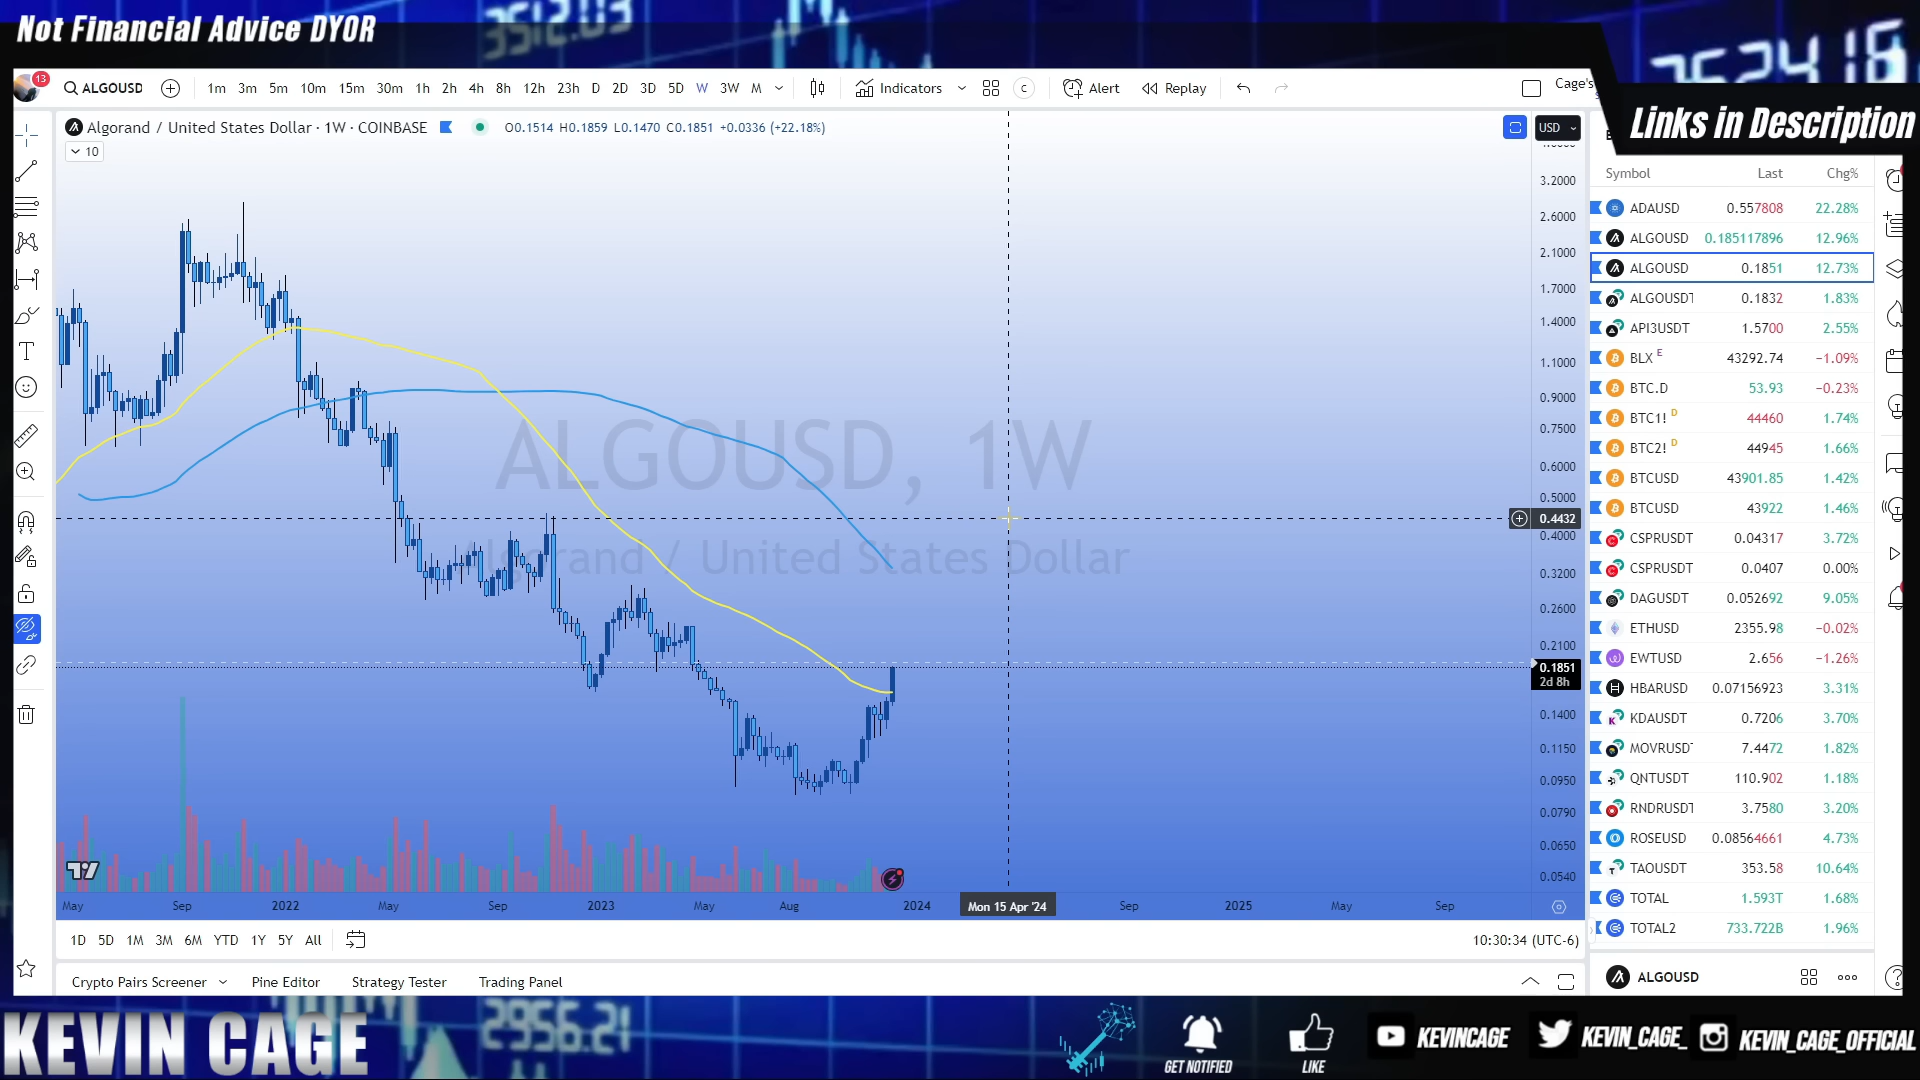 Not Financial Advice DYOR
3512.03
Links in Description
13
ALGOUSD
1m 3m 5m 10m 15m 30m 1h 2h 4h 8h 12h 23h D 2D 3D 5D W 3W M
Indicators
C
Alert
Replay
Cage's
Algorand / United States Dollar · 1W · COINBASE
O0.1514 H0.1859 L0.1470 C0.1851 +0.0336 (+22.18%)
10
USD
ALGOUSD, 1W
Algorand / United States Dollar
3.2000
2.6000
2.1000
1.7000
1.4000
1.1000
0.9000
0.7500
0.6000
0.5000
0.4432
0.4000
0.3200
0.2600
0.2100
0.1851
2d 8h
0.1400
0.1150
0.0950
0.0790
0.0650
0.0540
May Sep 2022 May Sep 2023 May Aug 2024 Mon 15 Apr '24 Sep 2025 May Sep
1D 5D 1M 3M 6M YTD 1Y 5Y All
10:30:34 (UTC-6)
Crypto Pairs Screener Pine Editor Strategy Tester Trading Panel
Symbol Last Chg%
ADAUSD 0.557808 22.28%
ALGOUSD 0.185117896 12.96%
ALGOUSD 0.1851 12.73%
ALGOUSDT 0.1832 1.83%
API3USDT 1.5700 2.55%
BLX E 43292.74 −1.09%
BTC.D 53.93 −0.23%
BTC1! D 44460 1.74%
BTC2! D 44945 1.66%
BTCUSD 43901.85 1.42%
BTCUSD 43922 1.46%
CSPRUSDT 0.04317 3.72%
CSPRUSDT 0.0407 0.00%
DAGUSDT 0.052692 9.05%
ETHUSD 2355.98 −0.02%
EWTUSD 2.656 −1.26%
HBARUSD 0.07156923 3.31%
KDAUSDT 0.7206 3.70%
MOVRUSD 7.4472 1.82%
QNTUSDT 110.902 1.18%
RNDRUSDT 3.7580 3.20%
ROSEUSD 0.08564661 4.73%
TAOUSDT 353.58 10.64%
TOTAL 1.593T 1.68%
TOTAL2 733.722B 1.96%
ALGOUSD
KEVIN CAGE
2956.21
GET NOTIFIED
LIKE
KEVINCAGE
KEVIN_CAGE_
KEVIN_CAGE_OFFICIAL